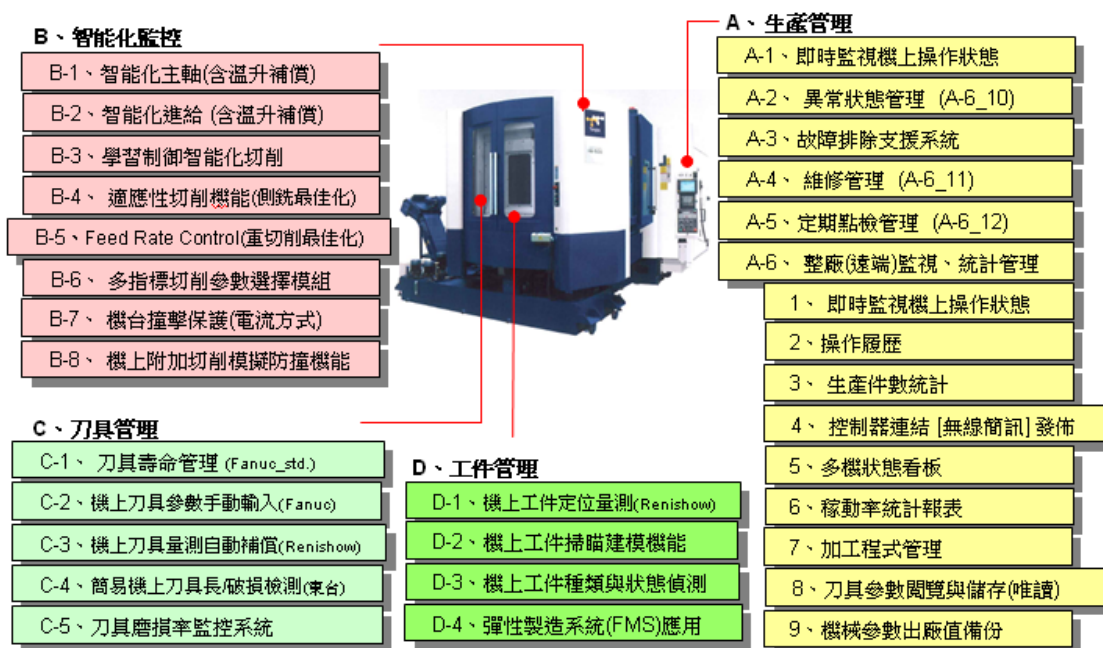 B、智能化監控
B-1、智能化主軸(含溫升補償)
B-2、智能化進給 (含溫升補償)
B-3、學習制御智能化切削
B-4、 適應性切削機能(側銑最佳化)
B-5、Feed Rate Control(重切削最佳化)
B-6、 多指標切削參數選擇模組
B-7、 機台撞擊保護(電流方式)
B-8、 機上附加切削模擬防撞機能
A、生產管理
A-1、即時監視機上操作狀態
A-2、 異常狀態管理 (A-6_10)
A-3、故障排除支援系統
A-4、 維修管理 (A-6_11)
A-5、定期點檢管理 (A-6_12)
A-6、 整廠(遠端)監視、統計管理
1、 即時監視機上操作狀態
2、操作履歷
3、 生產件數統計
4、 控制器連結 [無線簡訊] 發佈
5、多機狀態看板
6、稼動率統計報表
7、加工程式管理
8、刀具參數閱覽與儲存(唯讀)
9、機械參數出廠值備份
C、刀具管理
C-1、 刀具壽命管理 (Fanuc_std.)
C-2、機上刀具參數手動輸入(Fanuc)
C-3、機上刀具量測自動補償(Renishow)
C-4、簡易機上刀具長/破損檢測(東台)
C-5、刀具磨損率監控系統
D、工件管理
D-1、機上工件定位量測(Renishow)
D-2、機上工件掃瞄建模機能
D-3、機上工件種類與狀態偵測
D-4、彈性製造系統(FMS)應用